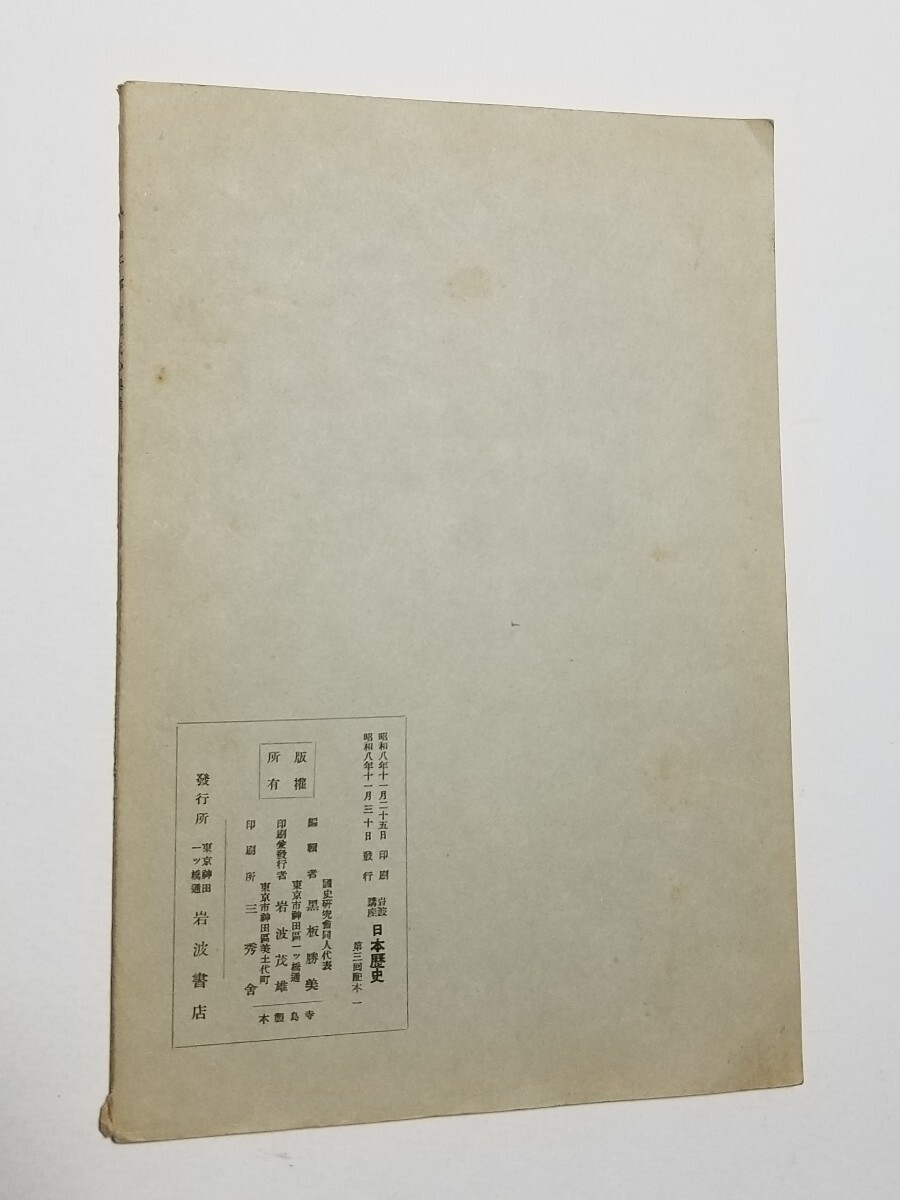 昭和八年十一月二十五日 印刷
昭和八年十一月三十日 發行
岩波
講座
日本歷史
第三回配本一
版權
所有
國史研究會同人代表
編輯者 黑板勝美
東京市神田區一ツ橋通
印刷兼發行者 岩波茂雄
東京市神田區美土代町
印刷所 三秀舍
寺島製本
發行所
東京神田
一ツ橋通
岩波書店